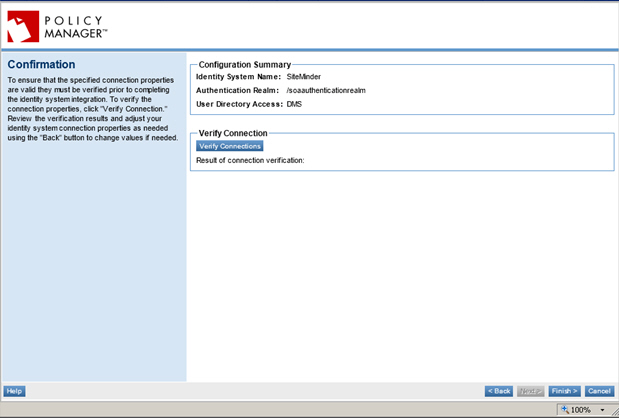 POLICY
MANAGER™
Confirmation
To ensure that the specified connection properties
are valid they must be verified prior to completing
the identity system integration. To verify the
connection properties, click "Verify Connection."
Review the verification results and adjust your
identity system connection properties as needed
using the "Back" button to change values if needed.
Configuration Summary
Identity System Name: SiteMinder
Authentication Realm: /soaauthenticationrealm
User Directory Access: DMS
Verify Connection
Verify Connections
Result of connection verification:
Help
< Back Next > Finish > Cancel
100%